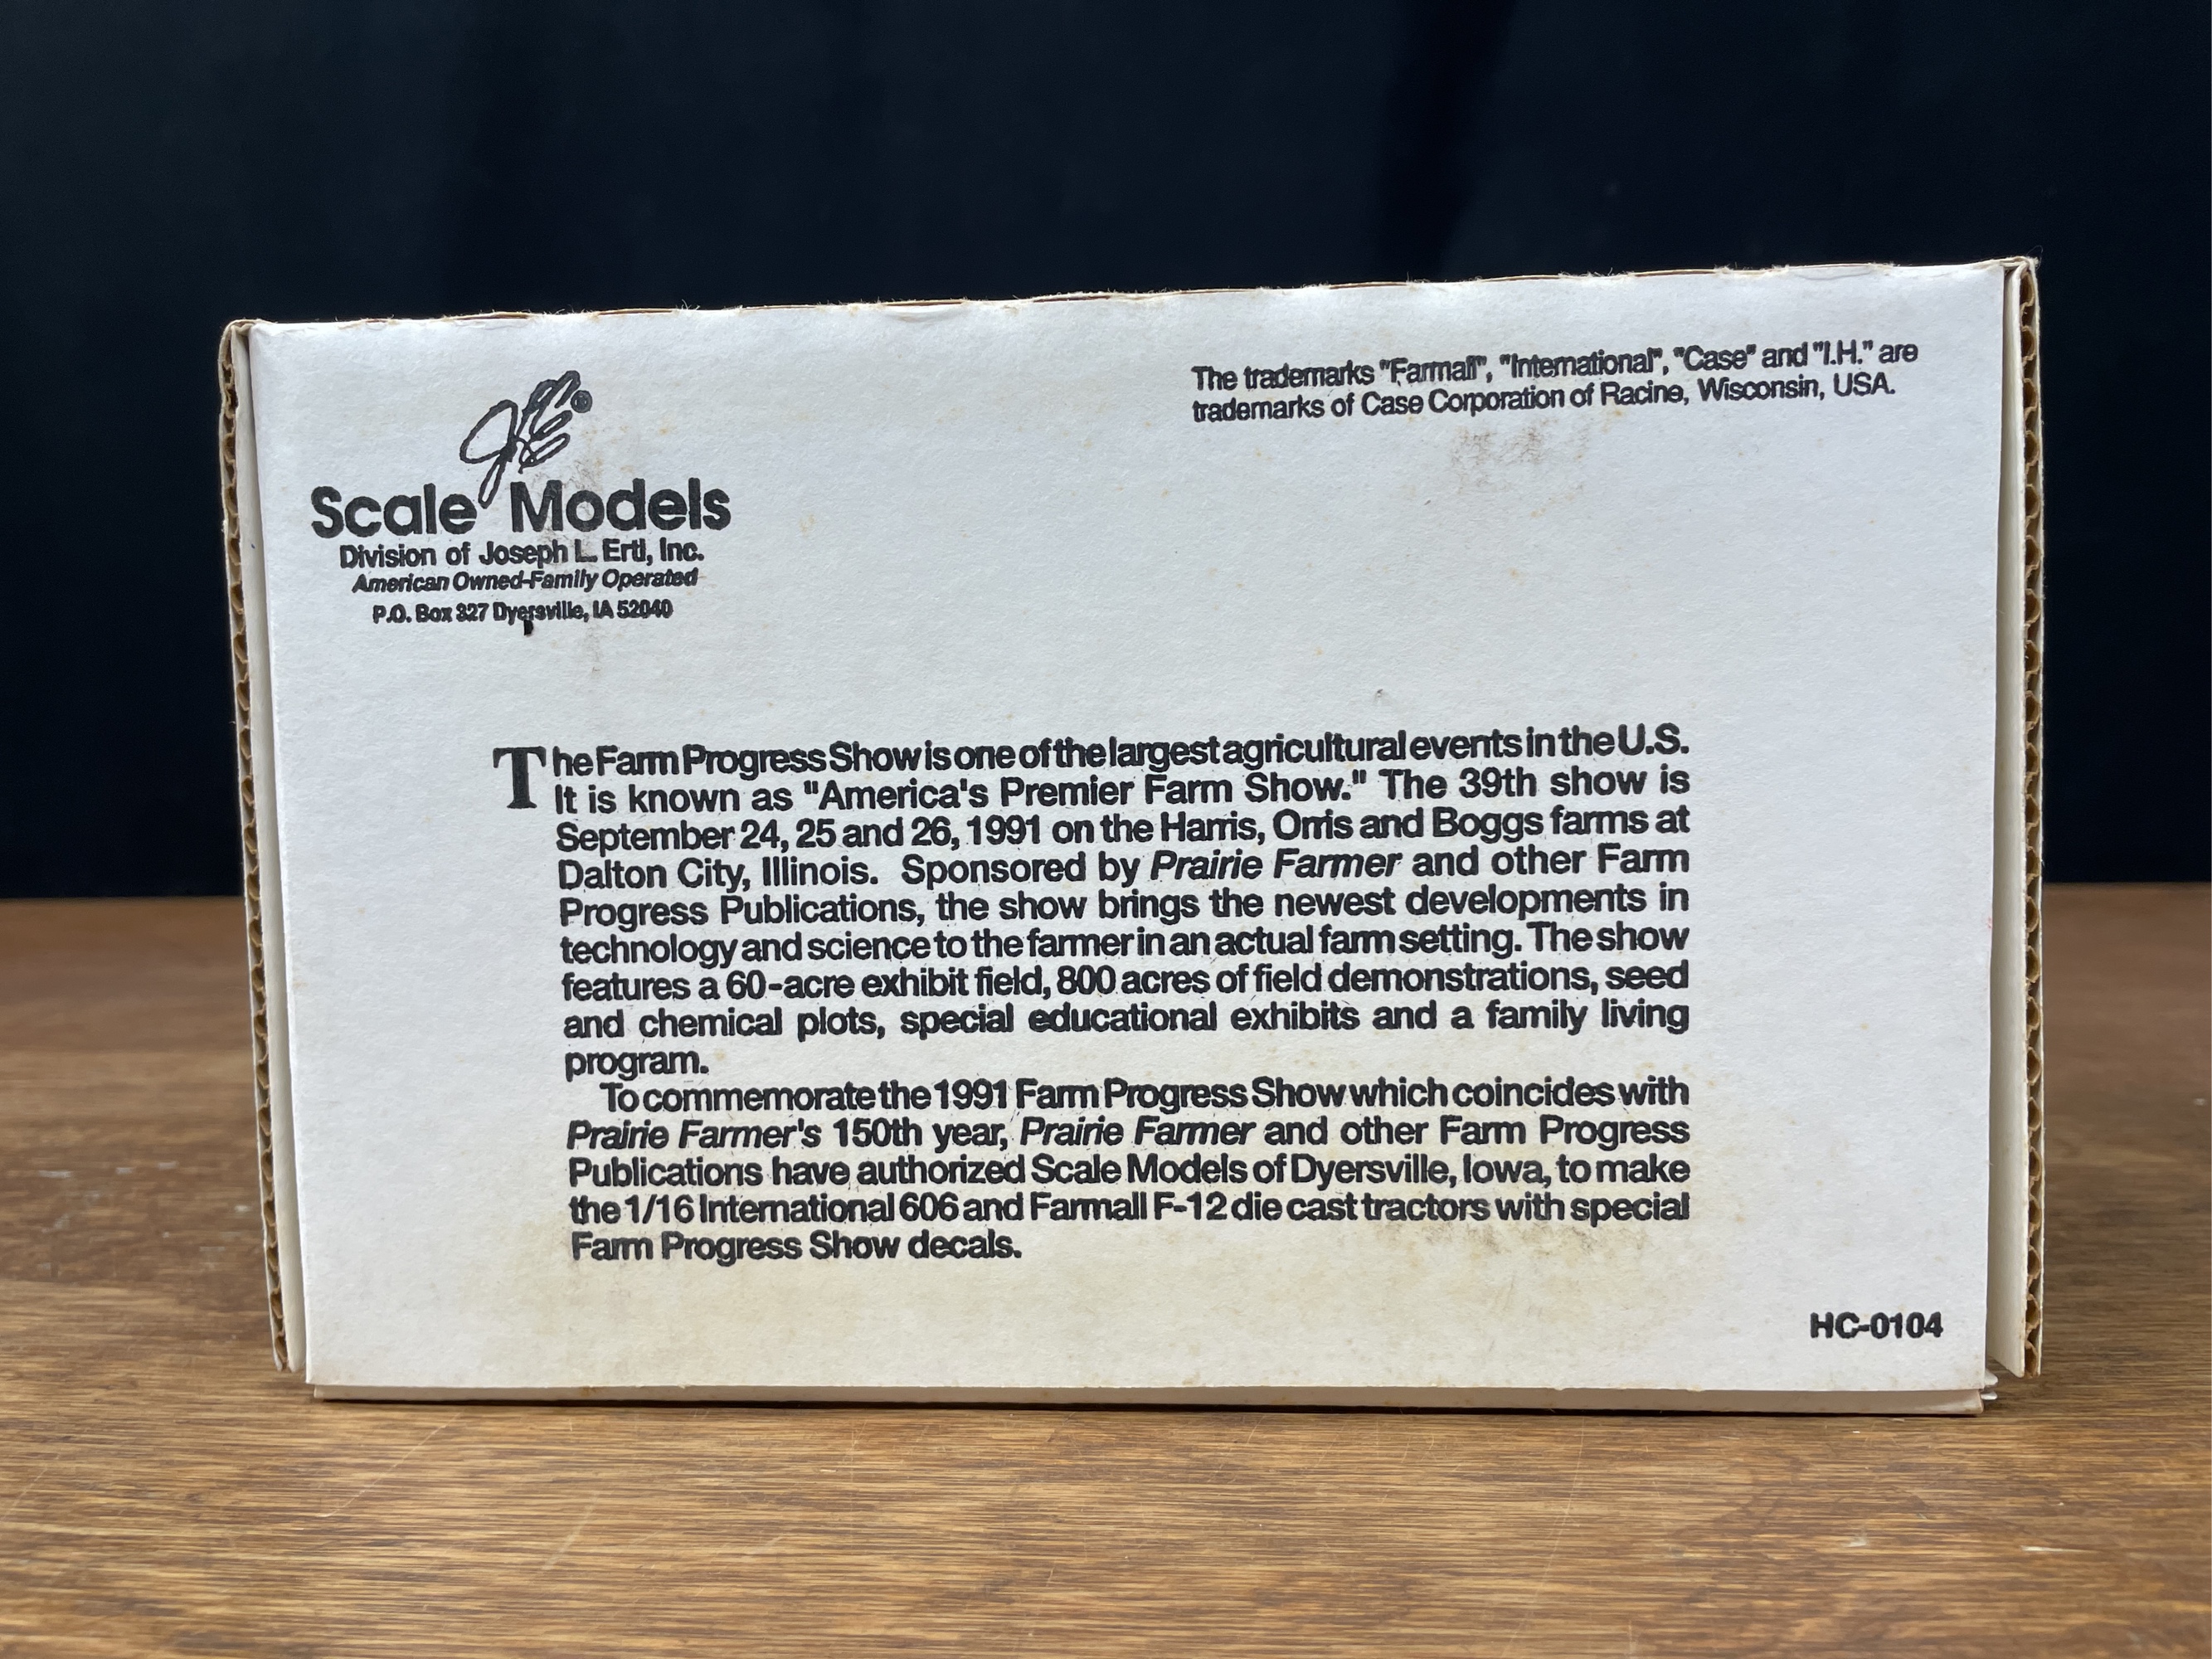 JLE®
Scale Models
Division of Joseph L. Ertl, Inc.
American Owned-Family Operated
P.O. Box 327 Dyersville, IA 52040
The trademarks "Farmall", "International", "Case" and "I.H." are
trademarks of Case Corporation of Racine, Wisconsin, USA.
The Farm Progress Show is one of the largest agricultural events in the U.S.
It is known as "America's Premier Farm Show." The 39th show is
September 24, 25 and 26, 1991 on the Harris, Orris and Boggs farms at
Dalton City, Illinois. Sponsored by Prairie Farmer and other Farm
Progress Publications, the show brings the newest developments in
technology and science to the farmer in an actual farm setting. The show
features a 60-acre exhibit field, 800 acres of field demonstrations, seed
and chemical plots, special educational exhibits and a family living
program.
To commemorate the 1991 Farm Progress Show which coincides with
Prairie Farmer's 150th year, Prairie Farmer and other Farm Progress
Publications have authorized Scale Models of Dyersville, Iowa, to make
the 1/16 International 606 and Farmall F-12 die cast tractors with special
Farm Progress Show decals.
HC-0104